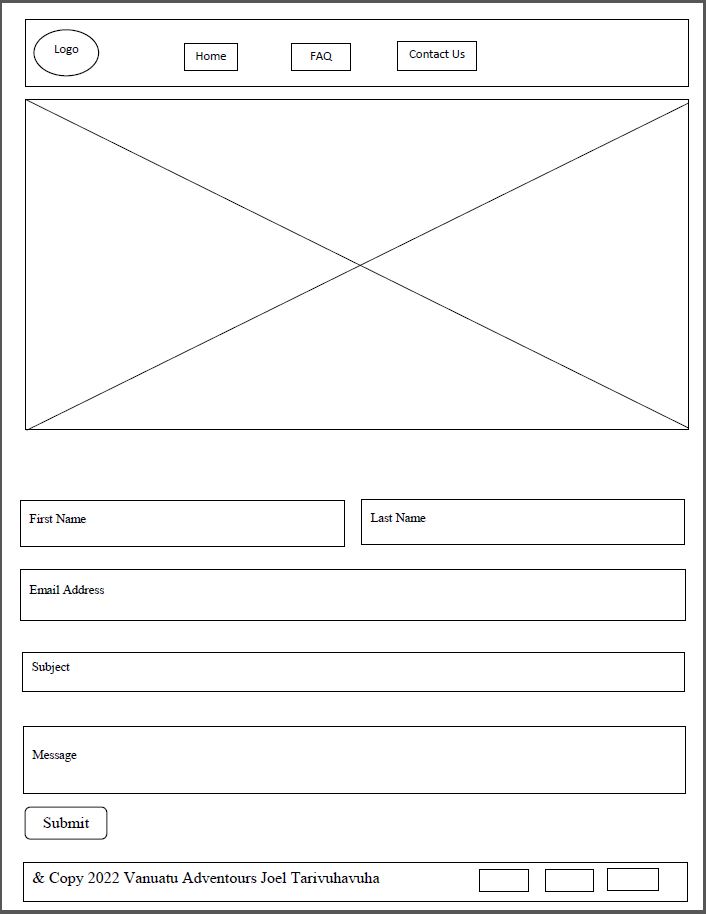 Logo
Home
FAQ
Contact Us
First Name
Last Name
Email Address
Subject
Message
Submit
& Copy 2022 Vanuatu Adventours Joel Tarivuhavuha